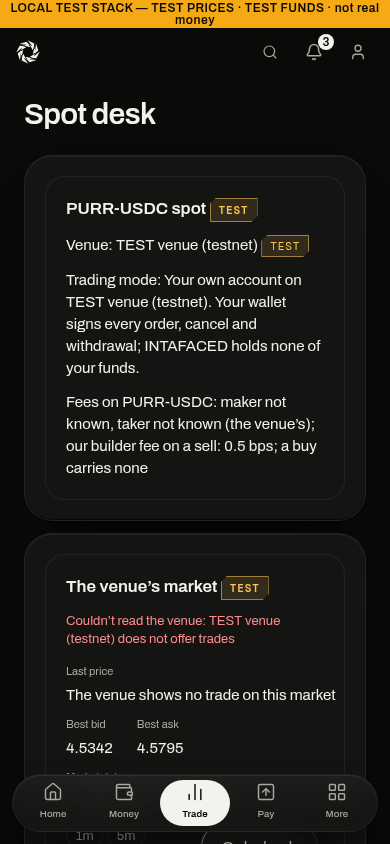 LOCAL TEST STACK — TEST PRICES · TEST FUNDS · not real
money
3
Spot desk
PURR-USDC spot TEST
Venue: TEST venue (testnet) TEST
Trading mode: Your own account on
TEST venue (testnet). Your wallet
signs every order, cancel and
withdrawal; INTAFACED holds none of
your funds.
Fees on PURR-USDC: maker not
known, taker not known (the venue’s);
our builder fee on a sell: 0.5 bps; a buy
carries none
The venue’s market TEST
Couldn’t read the venue: TEST venue
(testnet) does not offer trades
Last price
The venue shows no trade on this market
Best bid Best ask
4.5342 4.5795
Home Money Trade Pay More
1m 5m